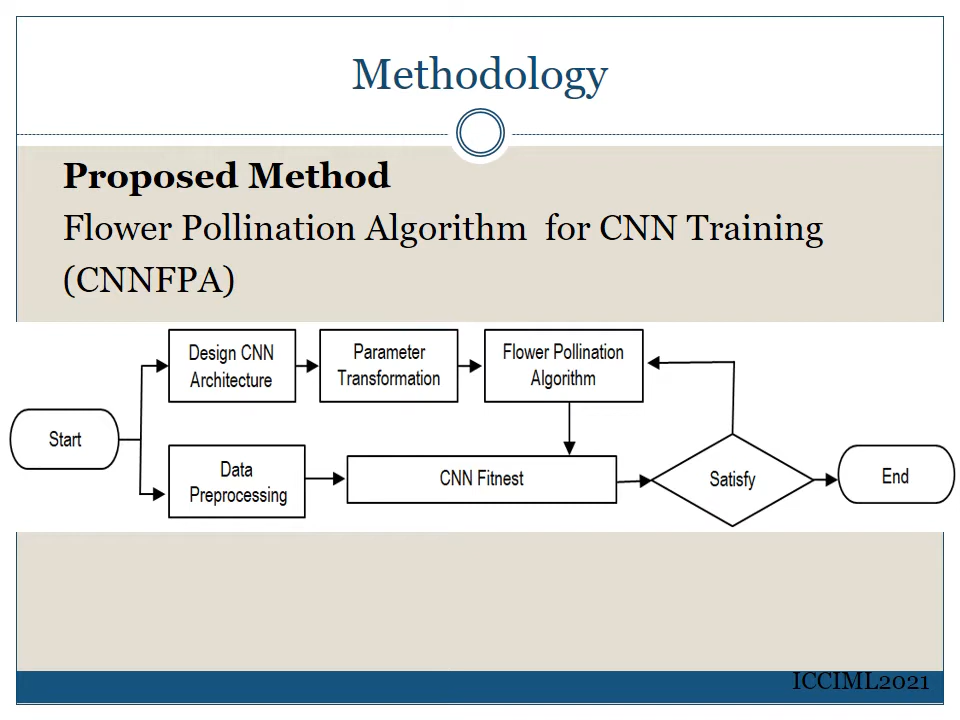 Methodology
Proposed Method
Flower Pollination Algorithm for CNN Training
(CNNFPA)
Design CNN
Architecture
Parameter
Transformation
Flower Pollination
Algorithm
Start
Data
Preprocessing
CNN Fitnest
Satisfy
End
ICCIML2021